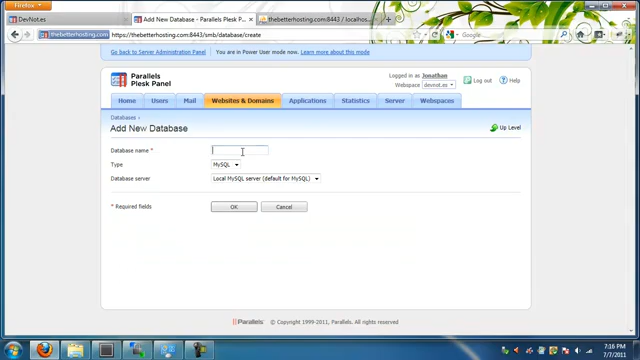 Firefox
DevNot.es
Add New Database - Parallels Plesk Panel
thebetterhosting.com:8443 / localhos...
thebetterhosting.com
https://thebetterhosting.com:8443/smb/database/create
Google
Go back to Server Administration Panel
You are in Power User mode now. Learn more about this mode
Parallels
Plesk Panel
Logged in as Jonathan
Webspace devnot.es
Log out
Help
Home
Users
Mail
Websites & Domains
Applications
Statistics
Server
Webspaces
Databases
Add New Database
Up Level
Database name *
Type
MySQL
Database server
Local MySQL server (default for MySQL)
* Required fields
OK
Cancel
Parallels
© Copyright 1999-2011, Parallels. All rights reserved
7:16 PM
7/7/2011